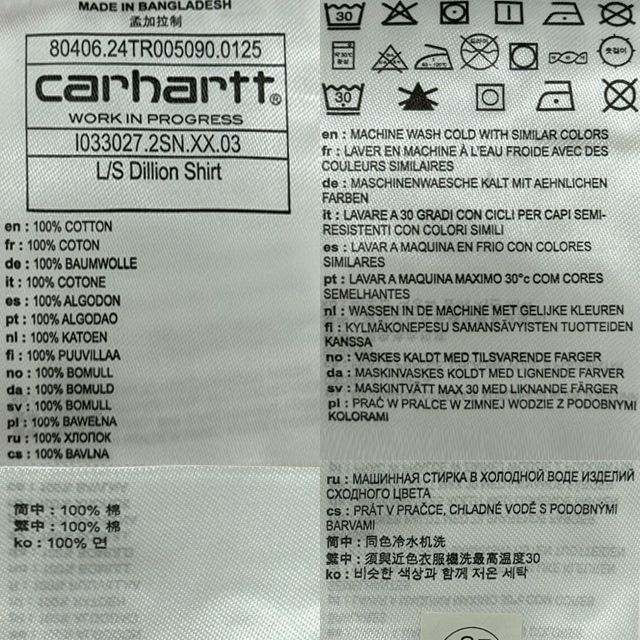 MADE IN BANGLADESH
孟加拉制
80406.24TR005090.0125
carhartt®
WORK IN PROGRESS
I033027.2SN.XX.03
L/S Dillion Shirt
en : 100% COTTON
fr : 100% COTON
de : 100% BAUMWOLLE
it : 100% COTONE
es : 100% ALGODON
pt : 100% ALGODAO
nl : 100% KATOEN
fi : 100% PUUVILLAA
no : 100% BOMULL
da : 100% BOMULD
sv : 100% BOMULL
pl : 100% BAWEŁNA
ru : 100% ХЛОПОК
cs : 100% BAVLNA
简中 : 100% 棉
繁中 : 100% 棉
ko : 100% 면
30
약 30℃
중성
드라이
손짤이
30
en : MACHINE WASH COLD WITH SIMILAR COLORS
fr : LAVER EN MACHINE À L'EAU FROIDE AVEC DES
COULEURS SIMILAIRES
de : MASCHINENWAESCHE KALT MIT AEHNLICHEN
FARBEN
it : LAVARE A 30 GRADI CON CICLI PER CAPI SEMI-
RESISTENTI CON COLORI SIMILI
es : LAVAR A MAQUINA EN FRIO CON COLORES
SIMILARES
pt : LAVAR A MAQUINA MAXIMO 30°c COM CORES
SEMELHANTES
nl : WASSEN IN DE MACHINE MET GELIJKE KLEUREN
fi : KYLMÄKONEPESU SAMANSÄVYISTEN TUOTTEIDEN
KANSSA
no : VASKES KALDT MED TILSVARENDE FARGER
da : MASKINVASKES KOLDT MED LIGNENDE FARVER
sv : MASKINTVÄTT MAX 30 MED LIKNANDE FÄRGER
pl : PRAĆ W PRALCE W ZIMNEJ WODZIE Z PODOBNYMI
KOLORAMI
ru : МАШИННАЯ СТИРКА В ХОЛОДНОЙ ВОДЕ ИЗДЕЛИЙ
СХОДНОГО ЦВЕТА
cs : PRÁT V PRAČCE, CHLADNÉ VODĚ S PODOBNÝMI
BARVAMI
简中 : 同色冷水机洗
繁中 : 須與近色衣服機洗最高溫度30
ko : 비슷한 색상과 함께 저온 세탁